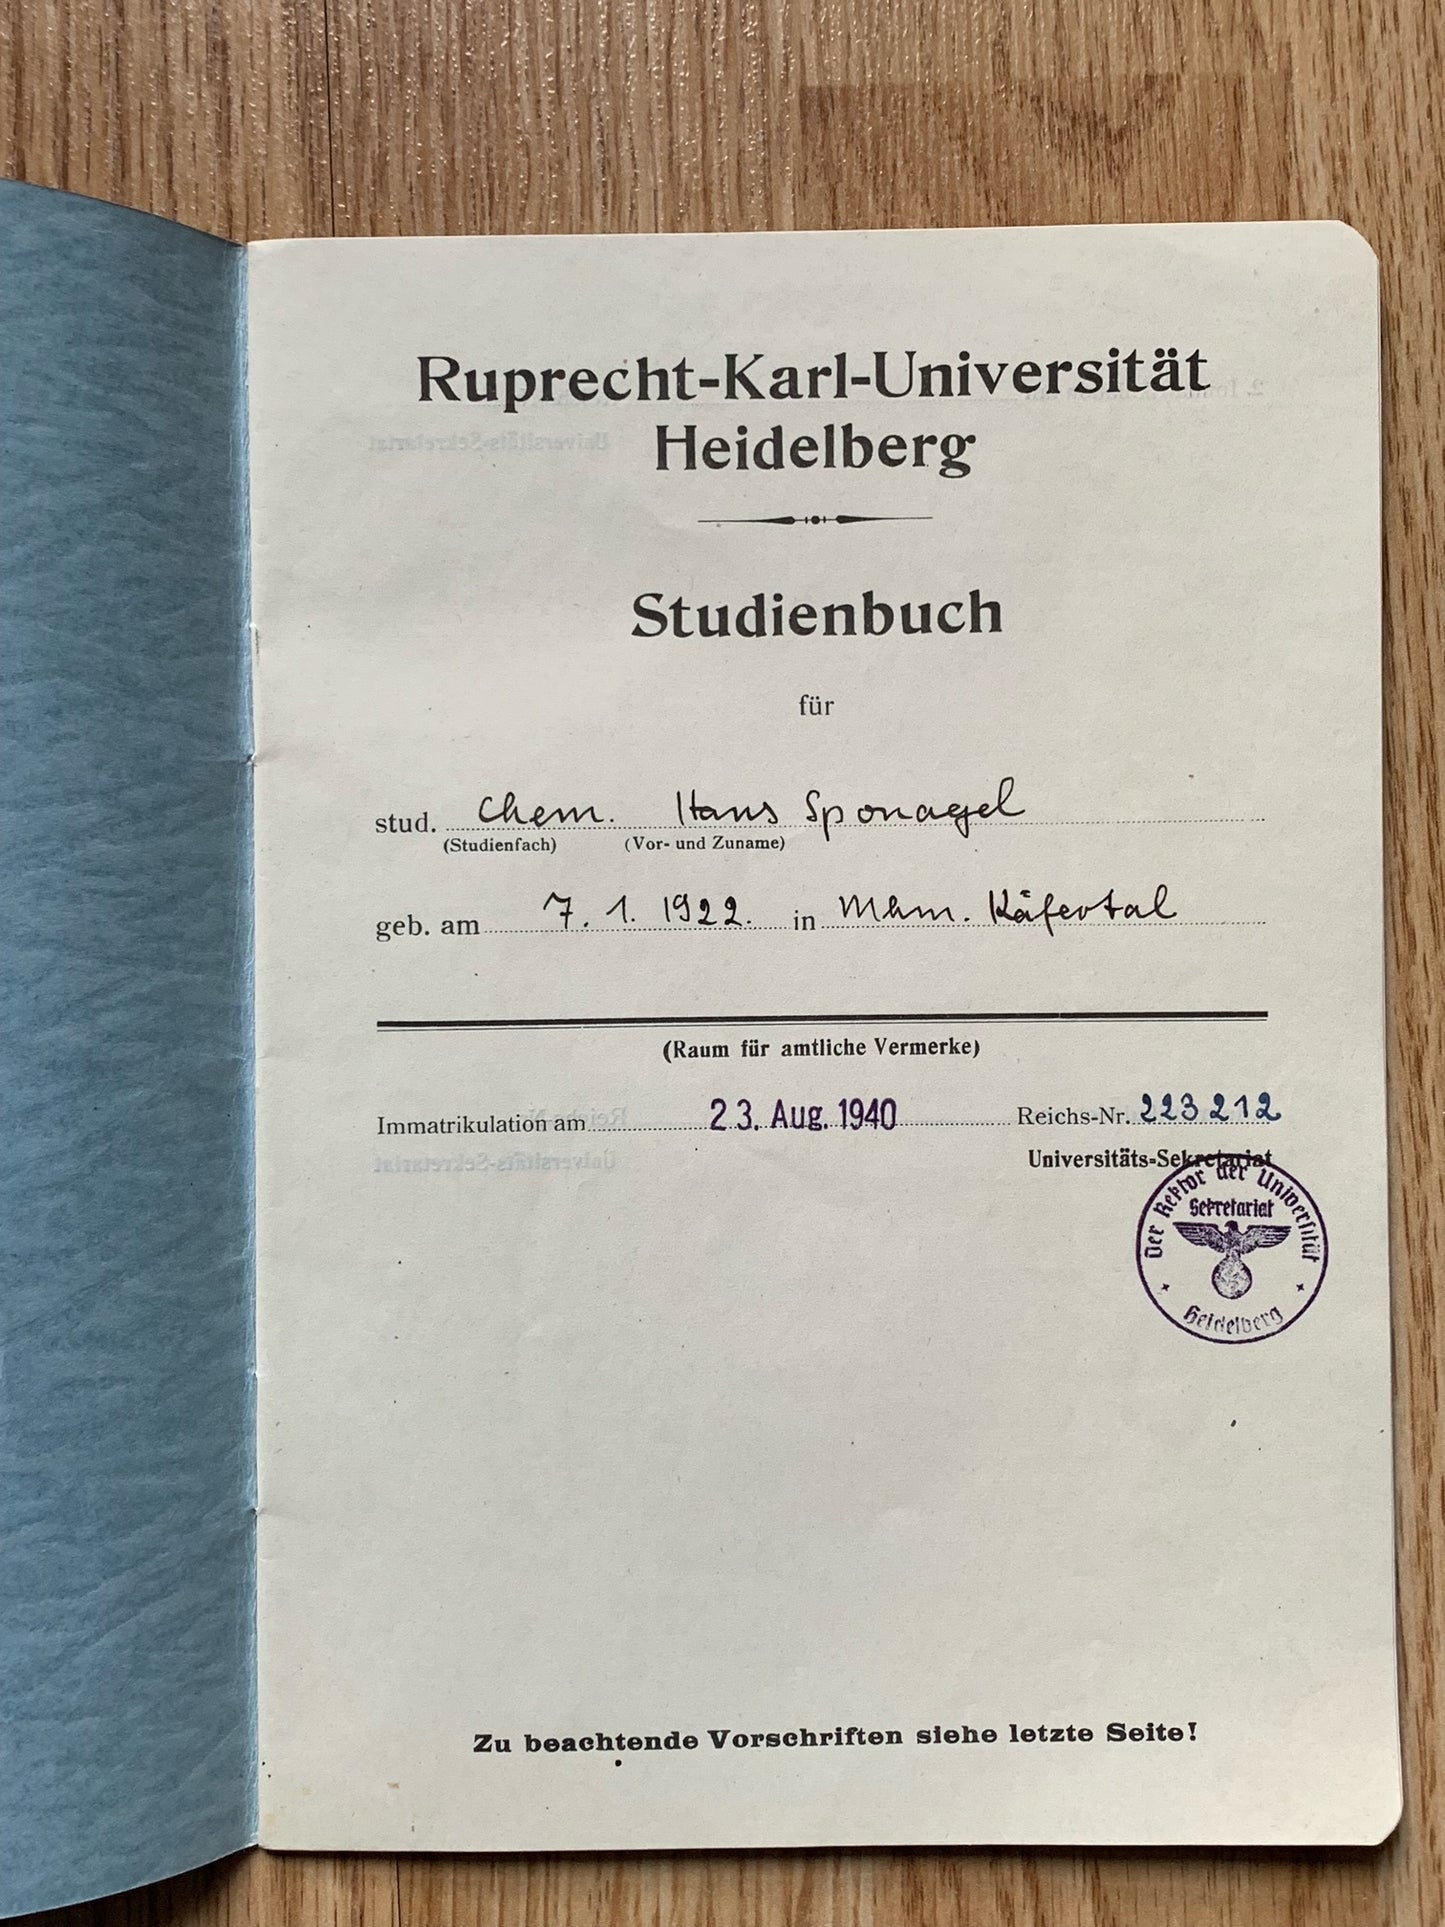 Ruprecht-Karl-Universität
Heidelberg
Studienbuch
für
stud. Chem. Hans Sponagel
(Studienfach) (Vor- und Zuname)
geb. am 7. 1. 1922. in Mhm. Käfertal
(Raum für amtliche Vermerke)
Immatrikulation am 23. Aug. 1940 Reichs-Nr. 223212
Universitäts-Sekretariat
Der Rektor der Universität
Sekretariat
Heidelberg
Zu beachtende Vorschriften siehe letzte Seite!